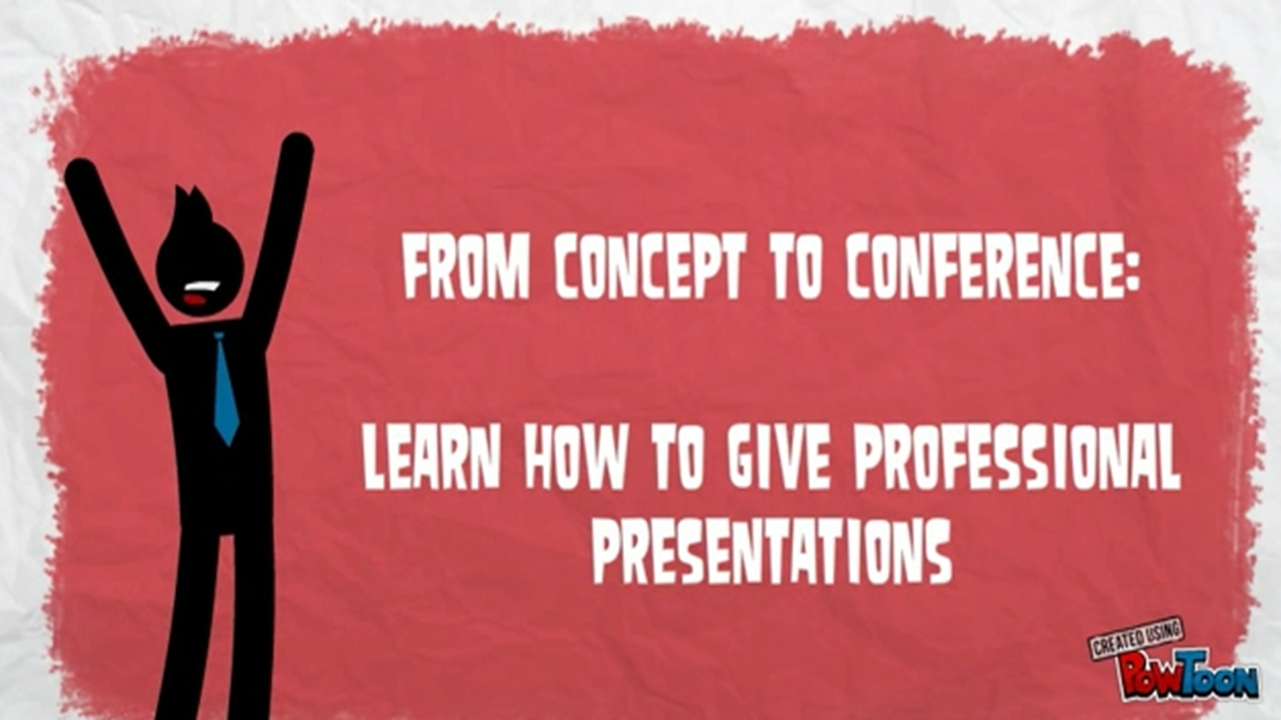 FROM CONCEPT TO CONFERENCE:
LEARN HOW TO GIVE PROFESSIONAL
PRESENTATIONS
CREATED USING
POWTOON